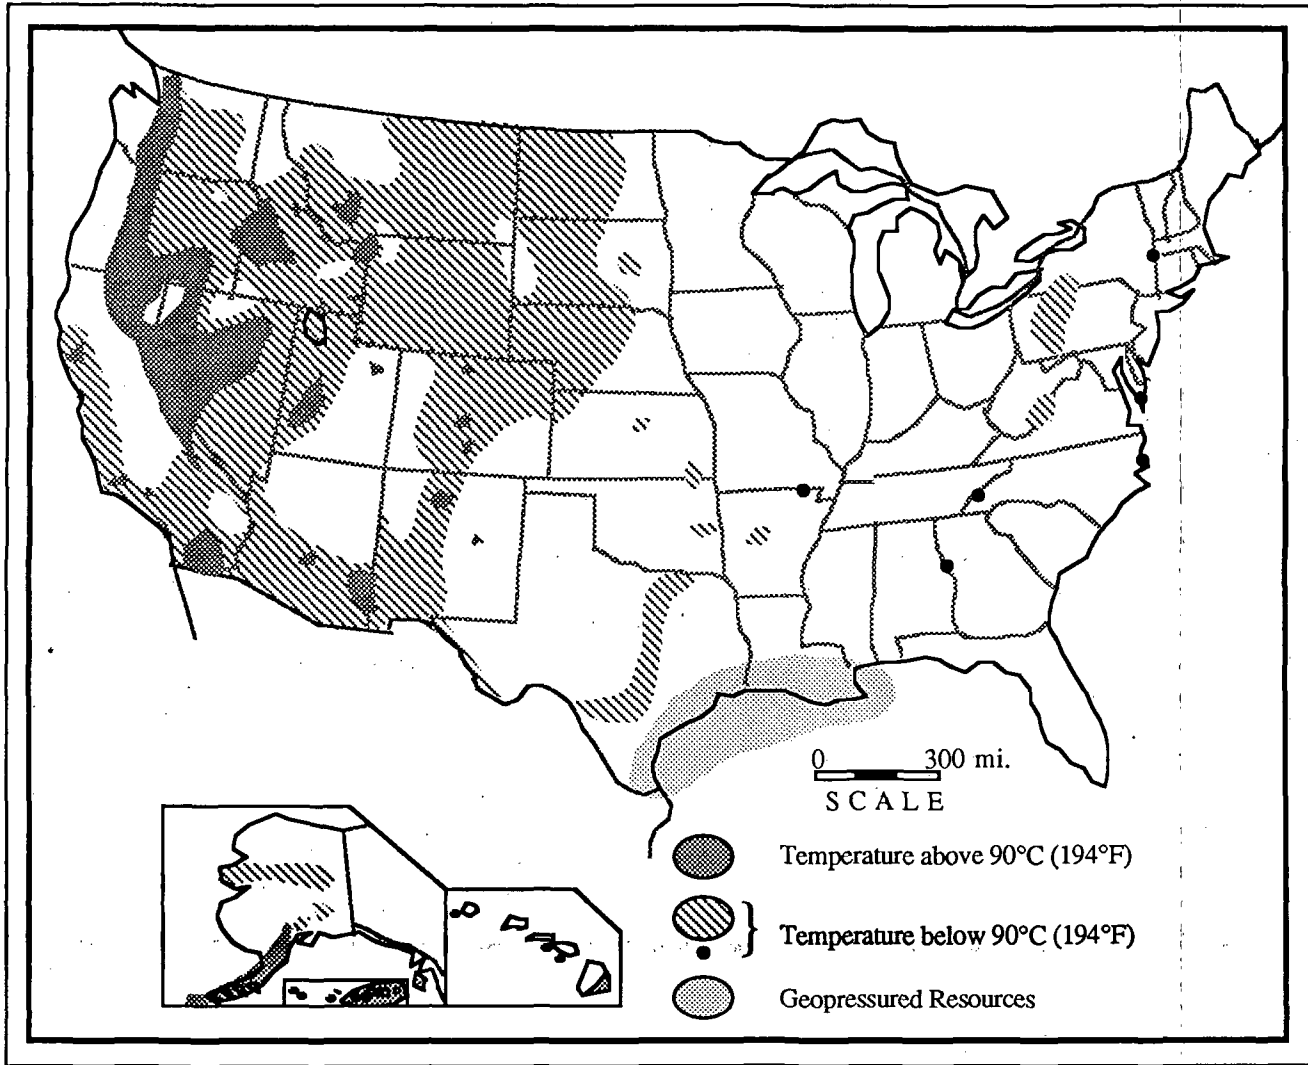 0 300 mi.
SCALE
Temperature above 90°C (194°F)
Temperature below 90°C (194°F)
Geopressured Resources